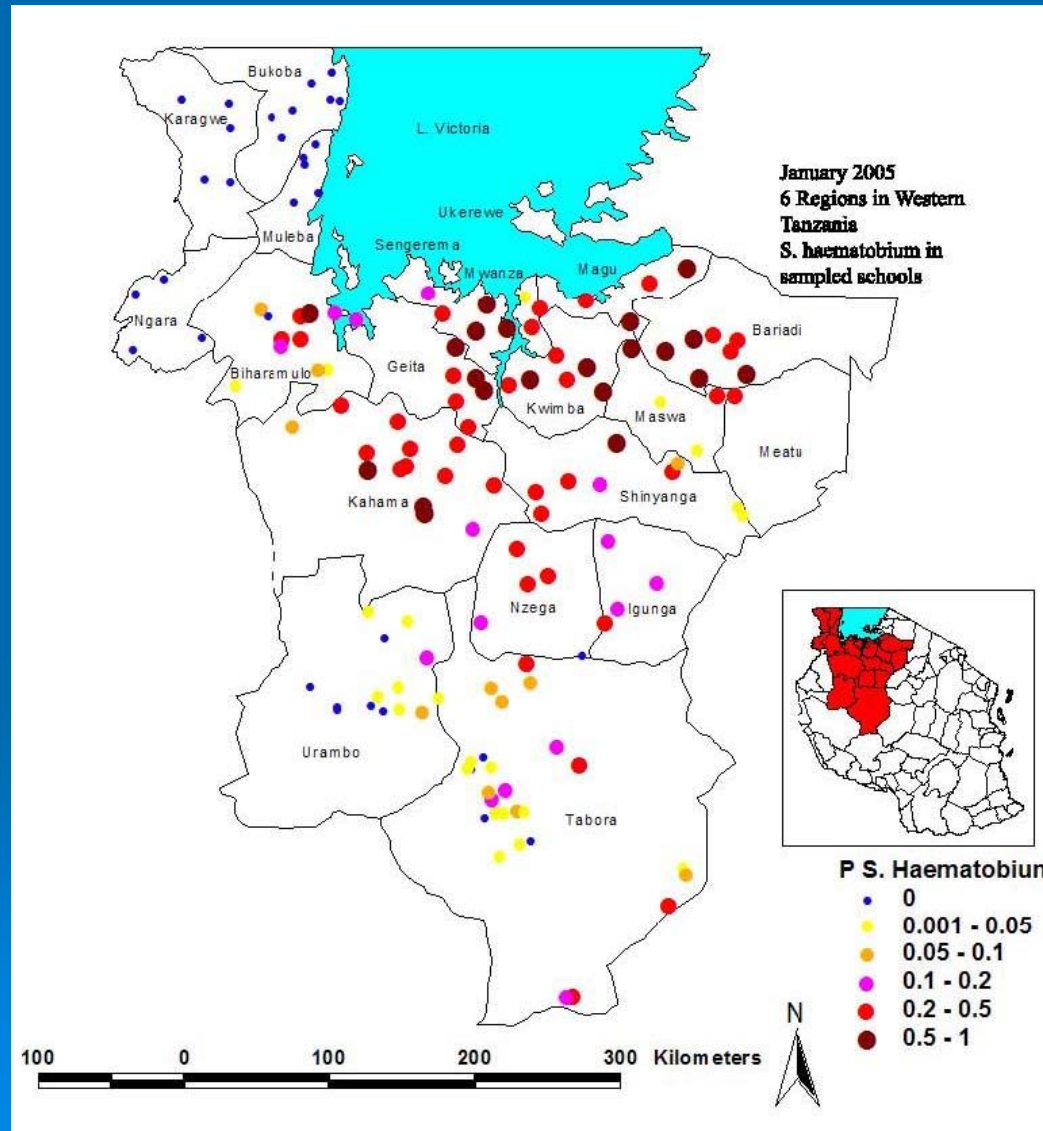 Bukoba
Karagwe
L. Victoria
January 2005
6 Regions in Western
Tanzania
S. haematobium in
sampled schools
Ukerewe
Muleba
Sengerema
Mwanza
Magu
Ngara
Bariadi
Biharamulo
Geita
Kwimba
Maswa
Meatu
Kahama
Shinyanga
Nzega
Igunga
Urambo
Tabora
P S. Haematobium
0
0.001 - 0.05
0.05 - 0.1
0.1 - 0.2
0.2 - 0.5
0.5 - 1
N
100 0 100 200 300 Kilometers